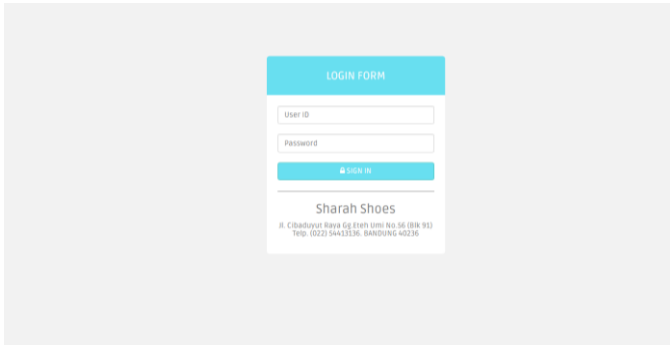 LOGIN FORM
User ID
Password
SIGN IN
Sharah Shoes
Jl. Cibaduyut Raya Gg Eteh Umi No.56 (Blk 91)
Telp. (022) 54413136. BANDUNG 40236